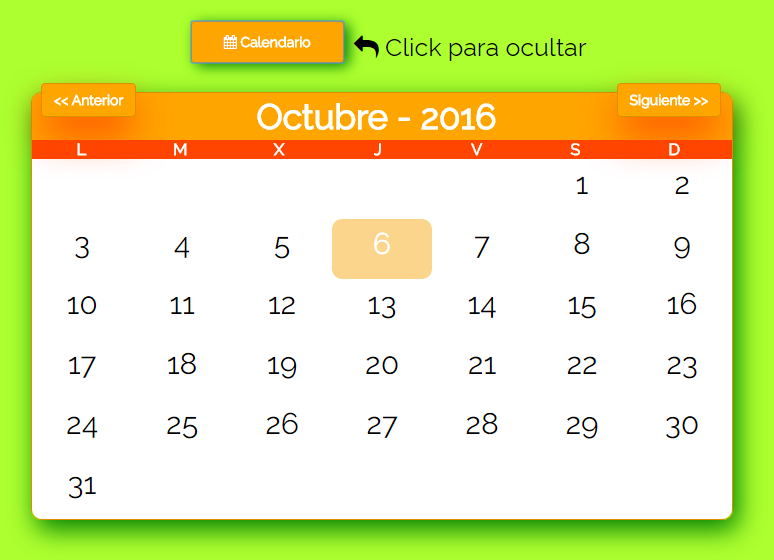 Calendario
Click para ocultar
<< Anterior
Octubre - 2016
Siguiente >>
L M X J V S D
1 2
3 4 5 6 7 8 9
10 11 12 13 14 15 16
17 18 19 20 21 22 23
24 25 26 27 28 29 30
31